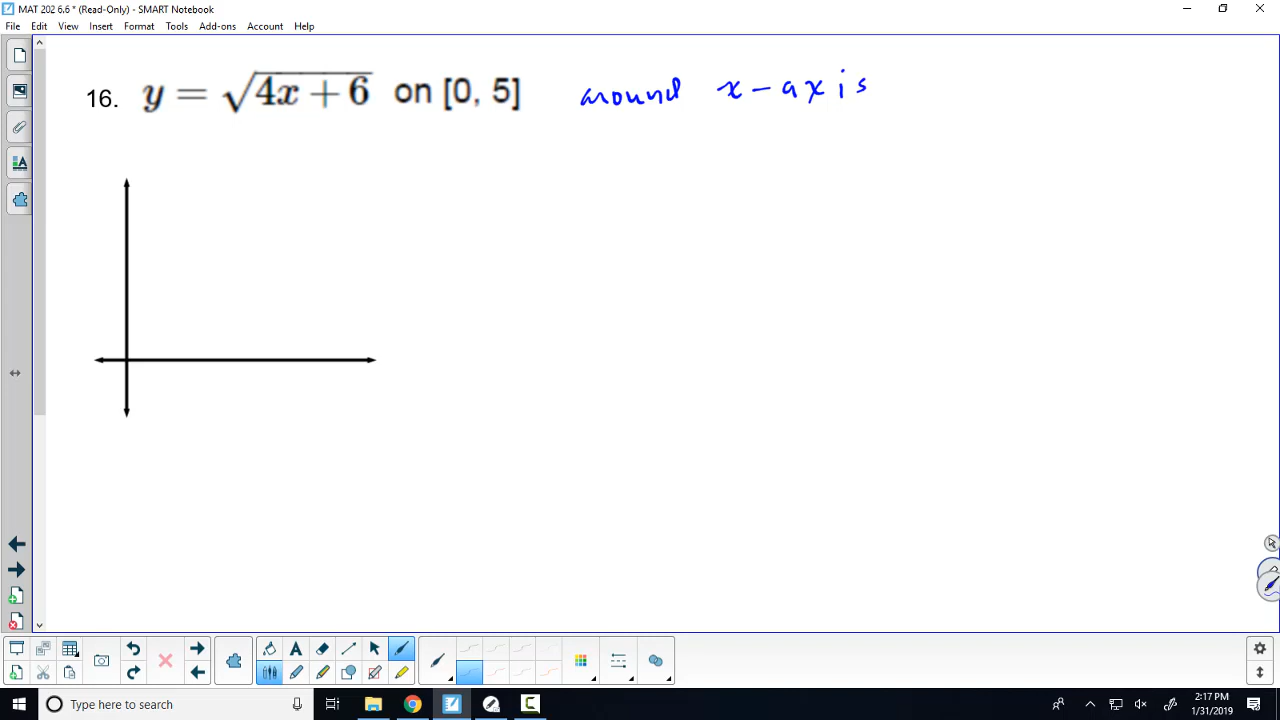 MAT 202 6.6 * (Read-Only) - SMART Notebook
File Edit View Insert Format Tools Add-ons Account Help
16. y = √(4x + 6) on [0, 5] around x-axis
Type here to search
2:17 PM
1/31/2019